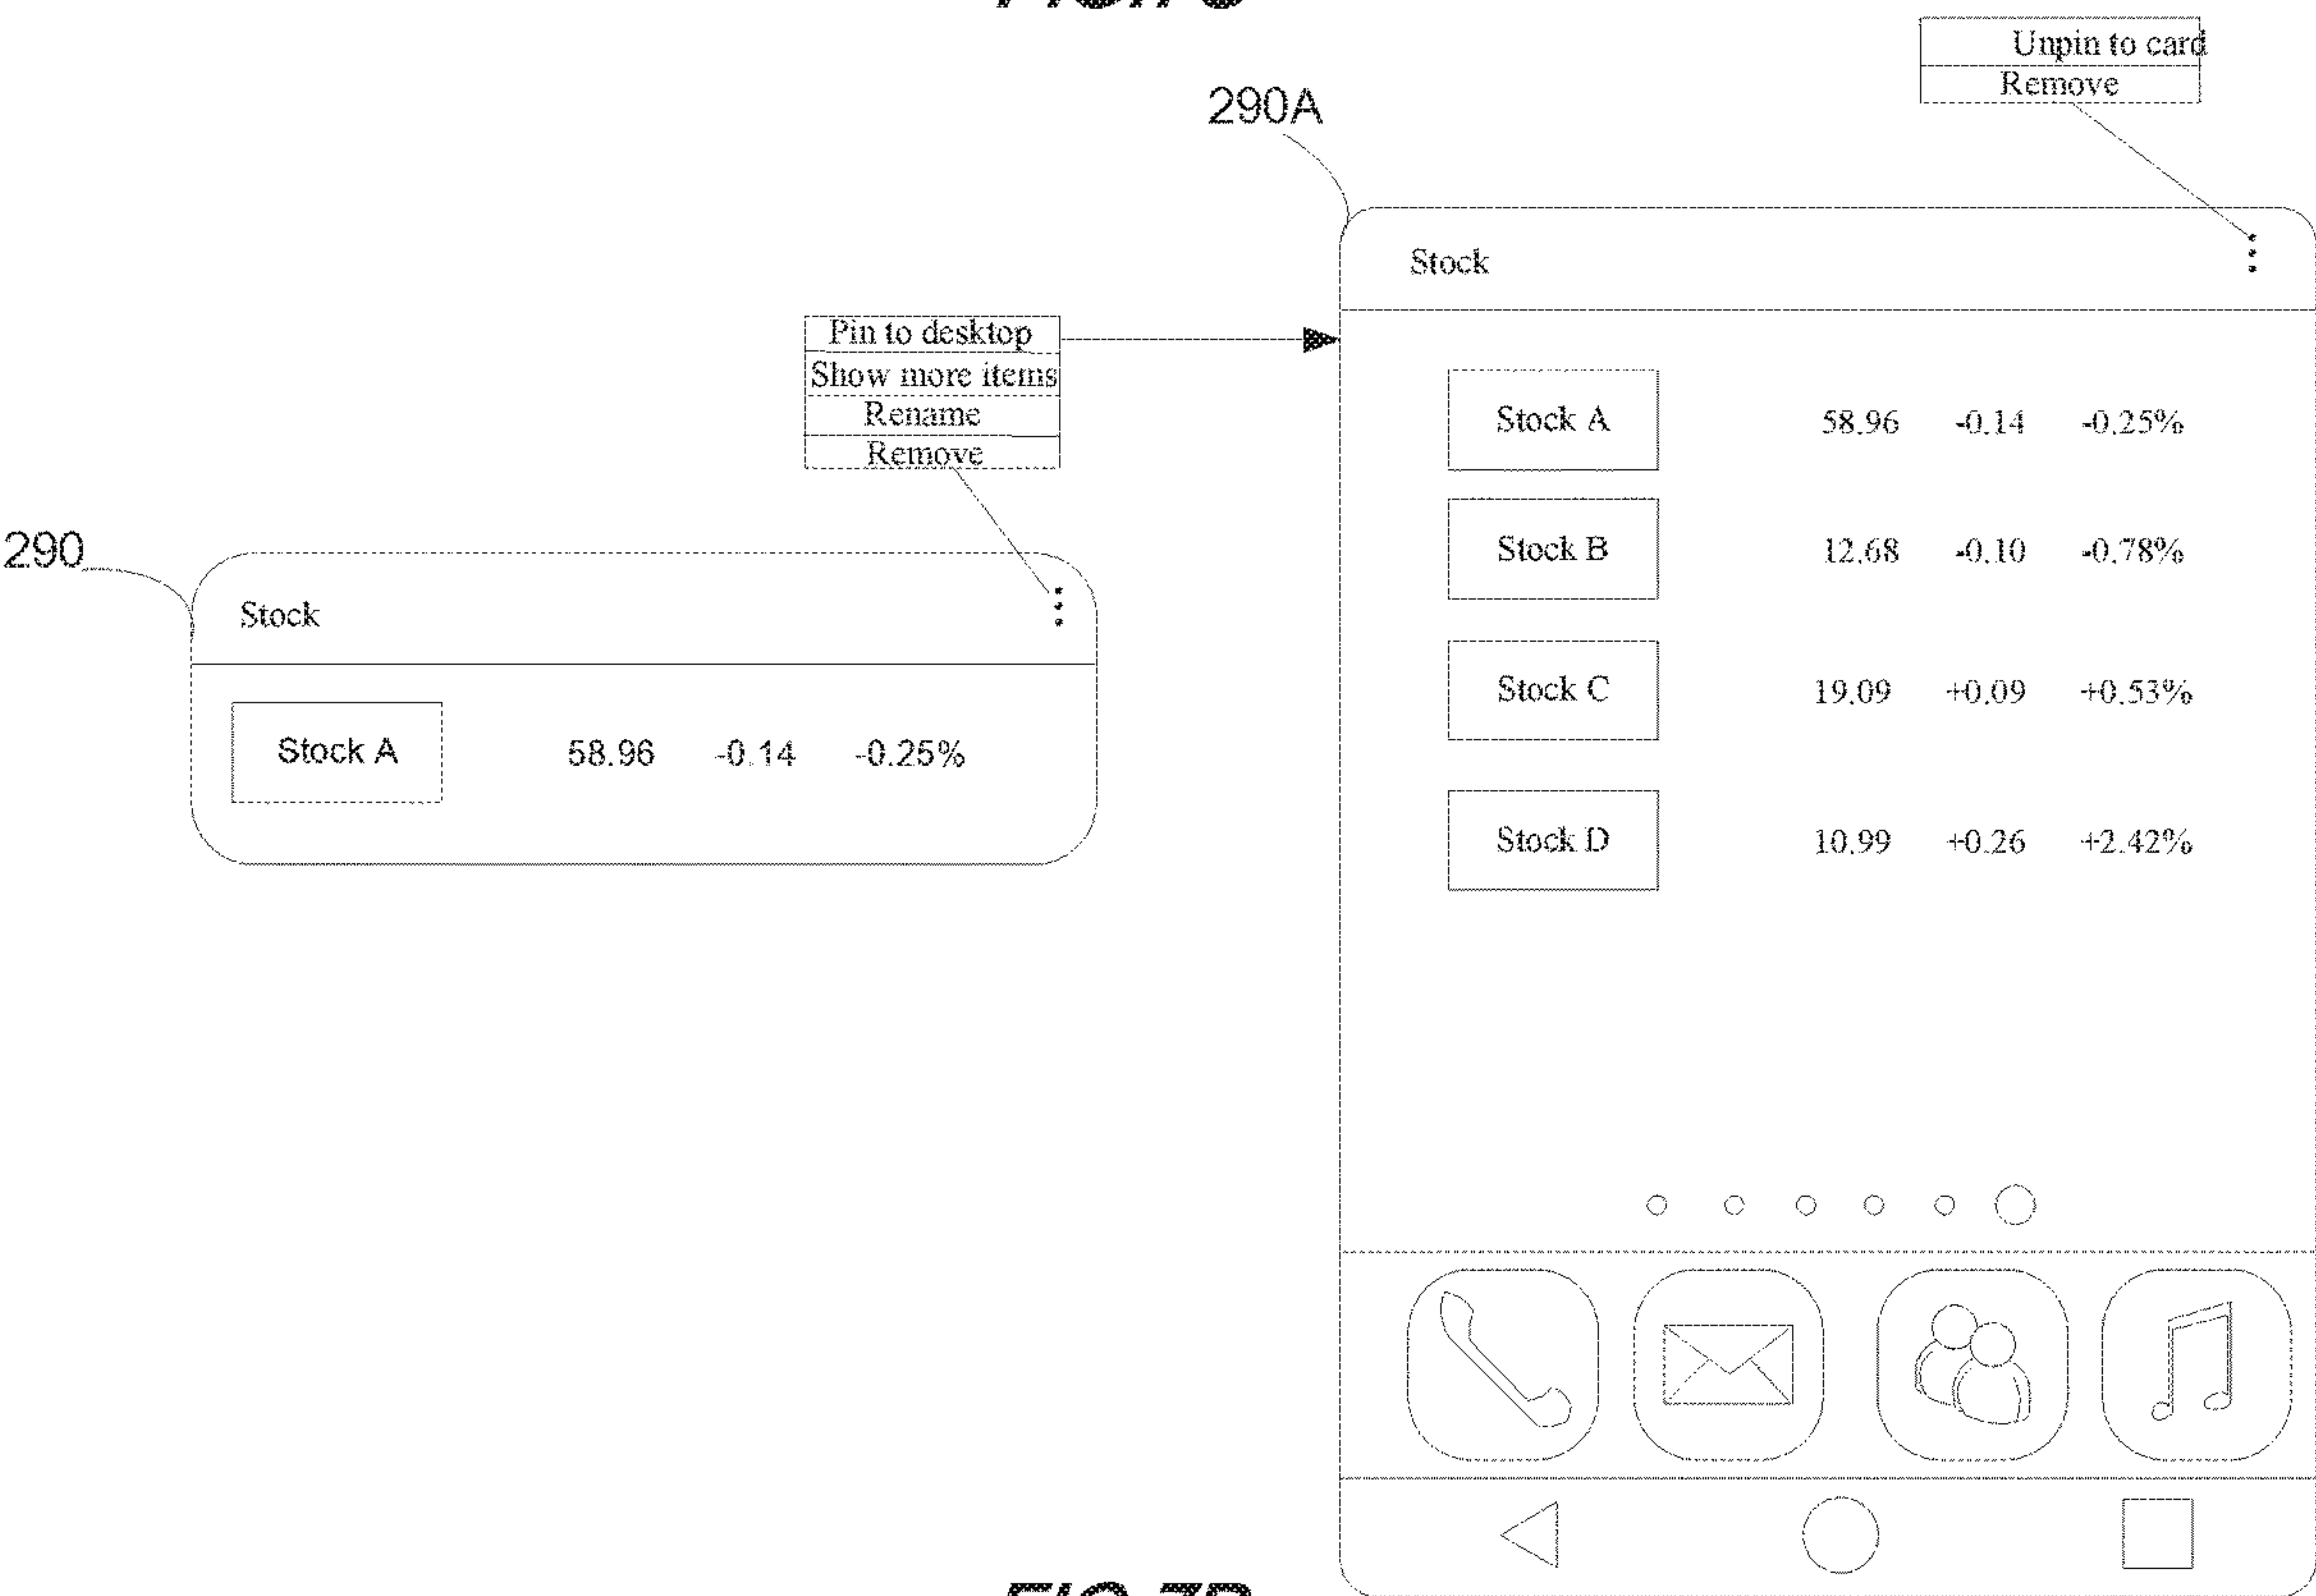 Unpin to card
Remove
290A
Stock
Pin to desktop
Show more items
Rename
Remove
Stock A 58.96 -0.14 -0.25%
Stock B 12.68 -0.10 -0.78%
Stock C 19.09 +0.09 +0.53%
Stock D 10.99 +0.26 +2.42%
290
Stock
Stock A 58.96 -0.14 -0.25%